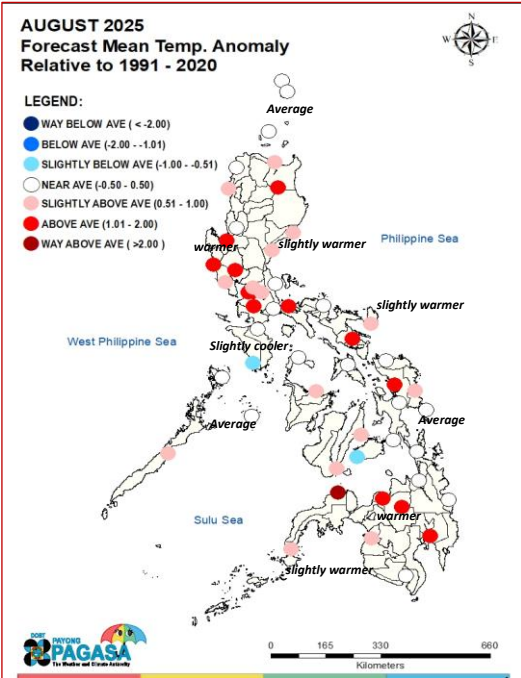 AUGUST 2025
Forecast Mean Temp. Anomaly
Relative to 1991 - 2020
N
W E
S
LEGEND:
WAY BELOW AVE ( < -2.00)
BELOW AVE (-2.00 - -1.01)
SLIGHTLY BELOW AVE (-1.00 - -0.51)
NEAR AVE (-0.50 - 0.50)
SLIGHTLY ABOVE AVE (0.51 - 1.00)
ABOVE AVE (1.01 - 2.00)
WAY ABOVE AVE ( >2.00 )
Average
warmer
slightly warmer
Philippine Sea
slightly warmer
West Philippine Sea
Slightly cooler
Average
Average
Sulu Sea
warmer
slightly warmer
DOST
PAYONG
PAGASA
The Weather and Climate Authority
0 165 330 660
Kilometers